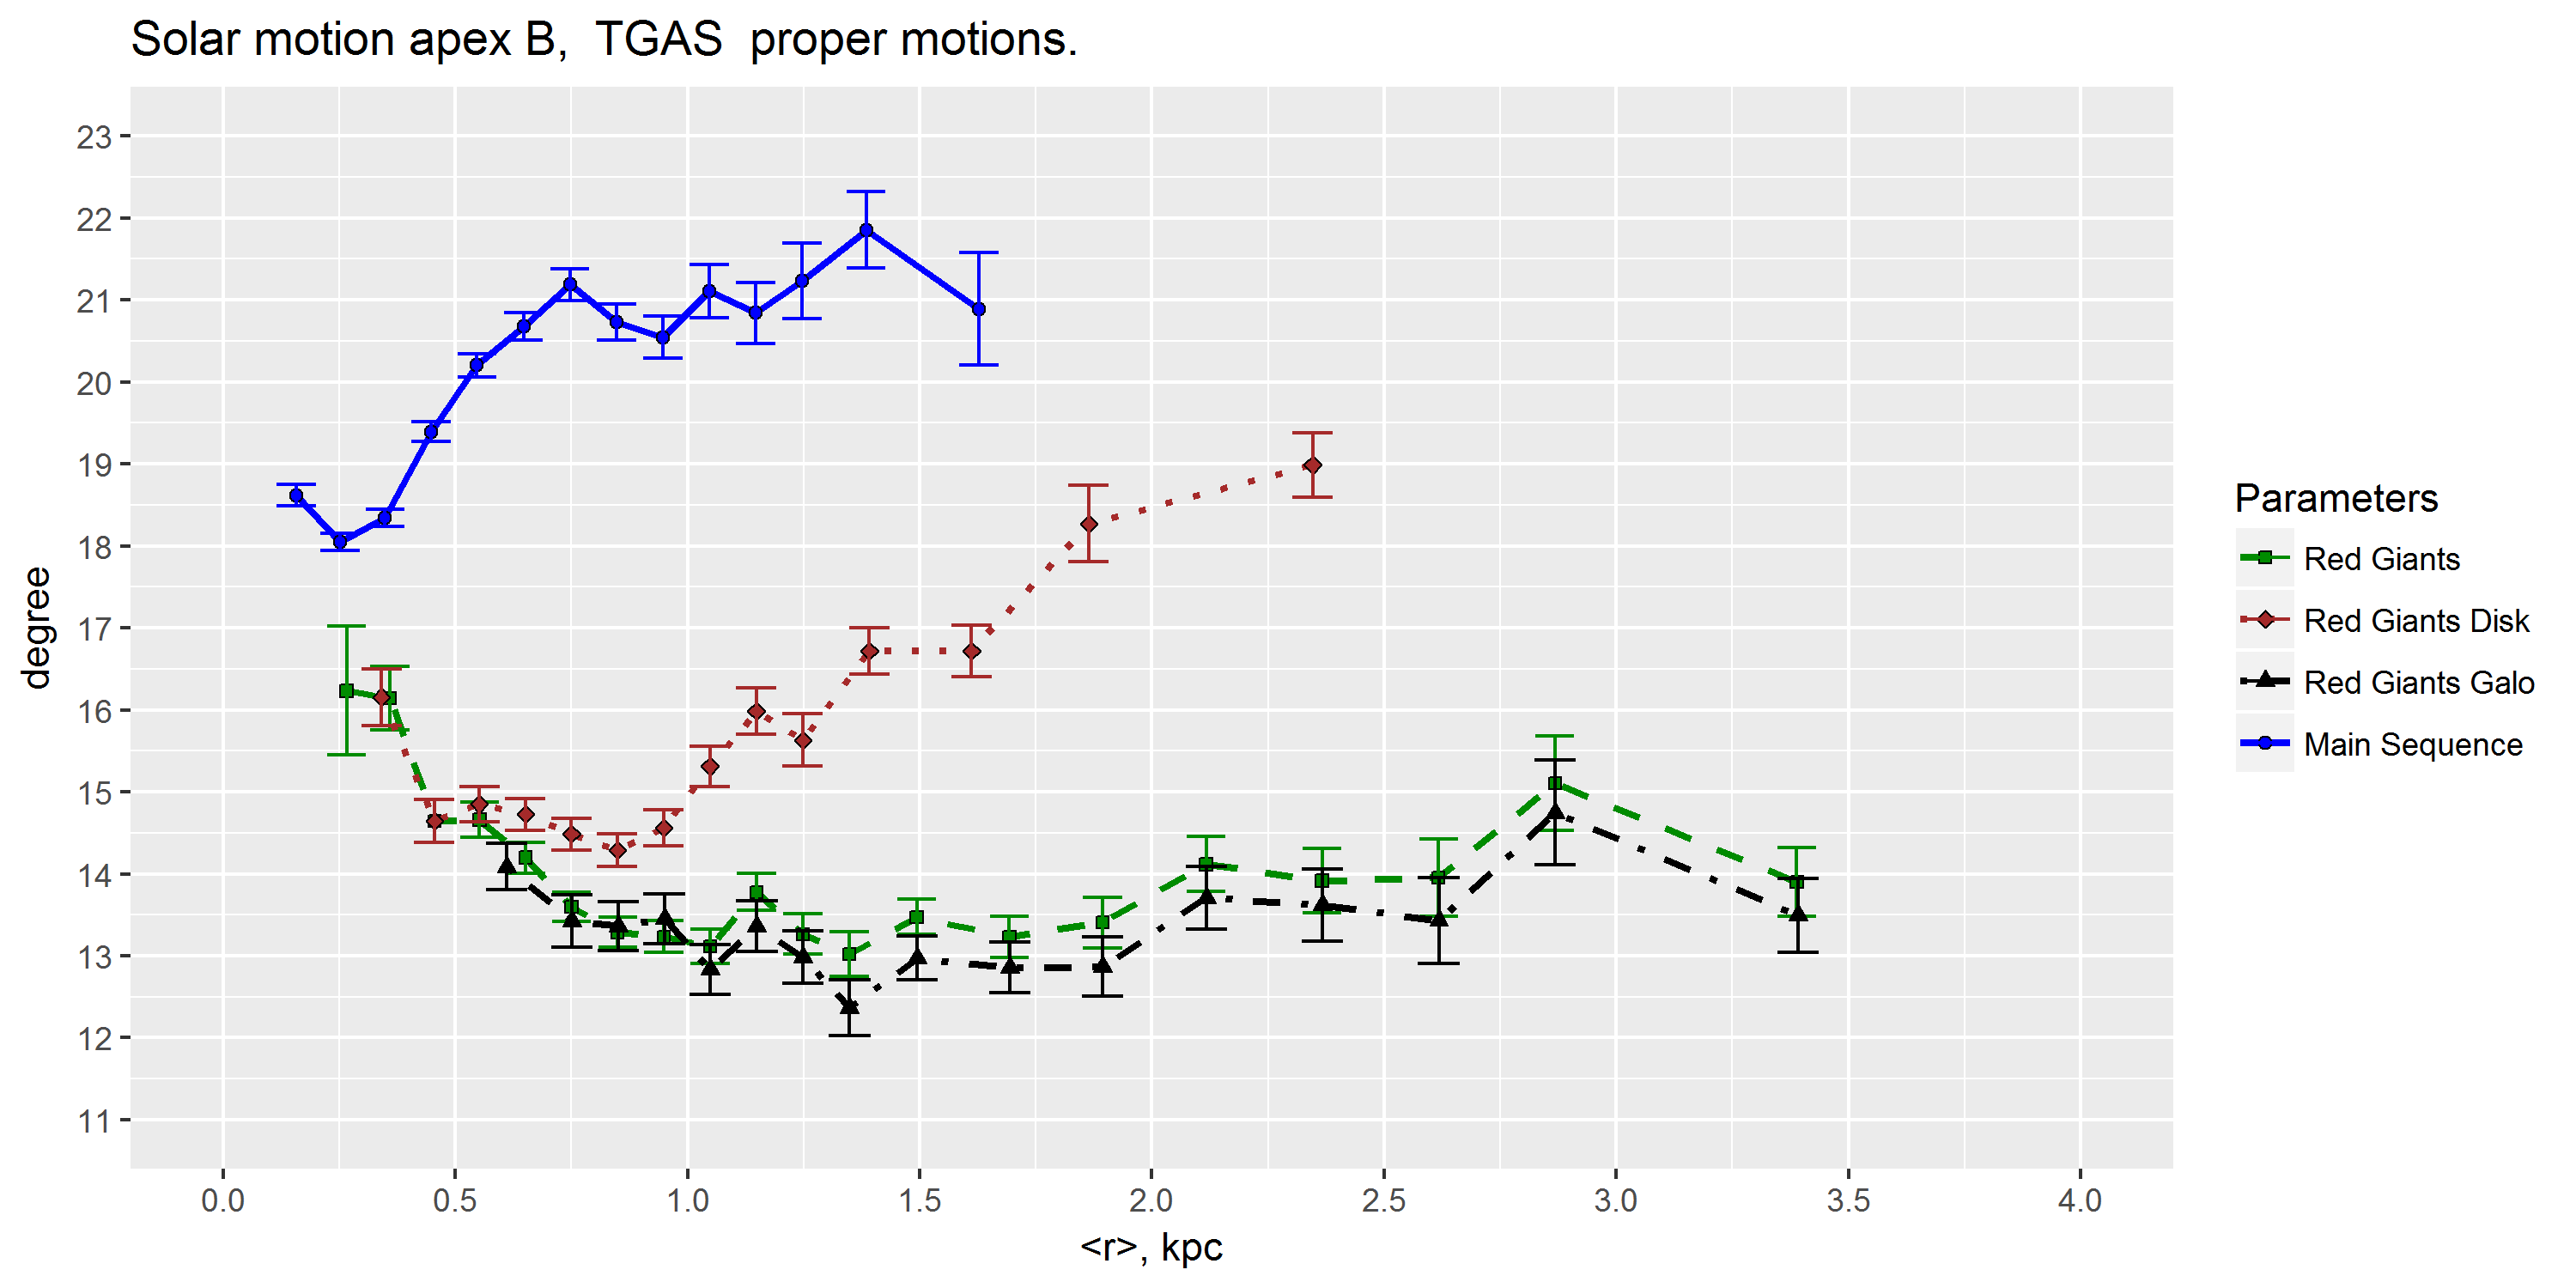 Solar motion apex B,  TGAS  proper motions.
degree
23
22
21
20
19
18
17
16
15
14
13
12
11
0.0 0.5 1.0 1.5 2.0 2.5 3.0 3.5 4.0
<r>, kpc
Parameters
Red Giants
Red Giants Disk
Red Giants Galo
Main Sequence